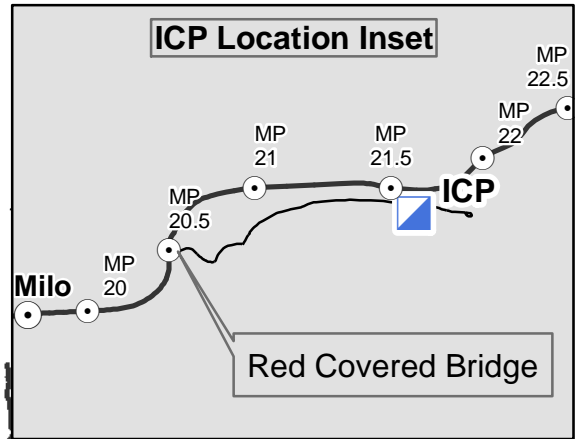 ICP Location Inset
MP
22.5
MP
22
MP
21.5
MP
21
ICP
MP
20.5
Milo
MP
20
Red Covered Bridge